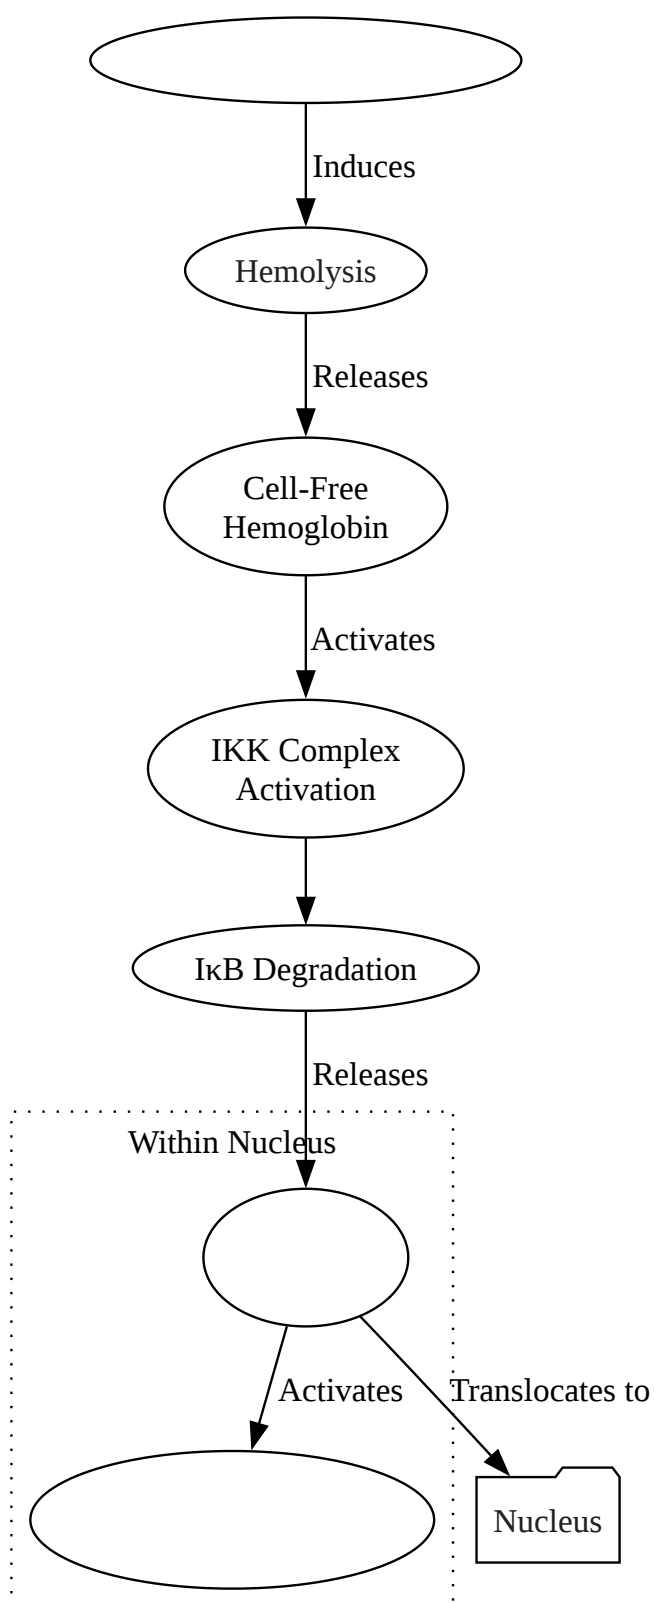 Induces
Hemolysis
Releases
Cell-Free
Hemoglobin
Activates
IKK Complex
Activation
IκB Degradation
Releases
Within Nucleus
Activates
Translocates to
Nucleus